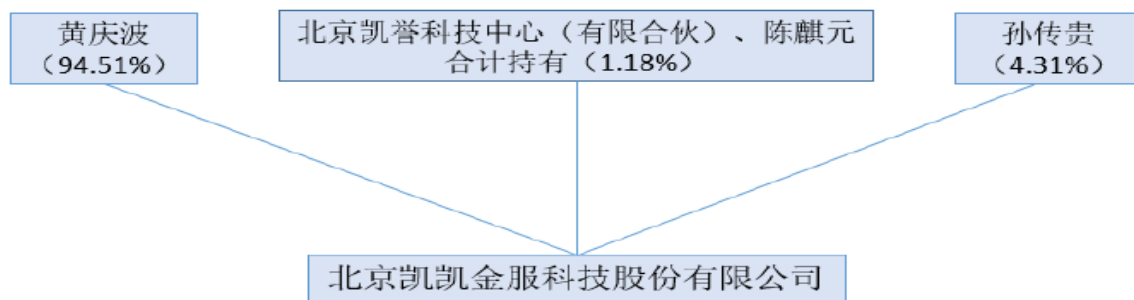 黄庆波
（94.51%）
北京凯誉科技中心（有限合伙）、陈麒元
合计持有（1.18%）
孙传贵
（4.31%）
北京凯凯金服科技股份有限公司